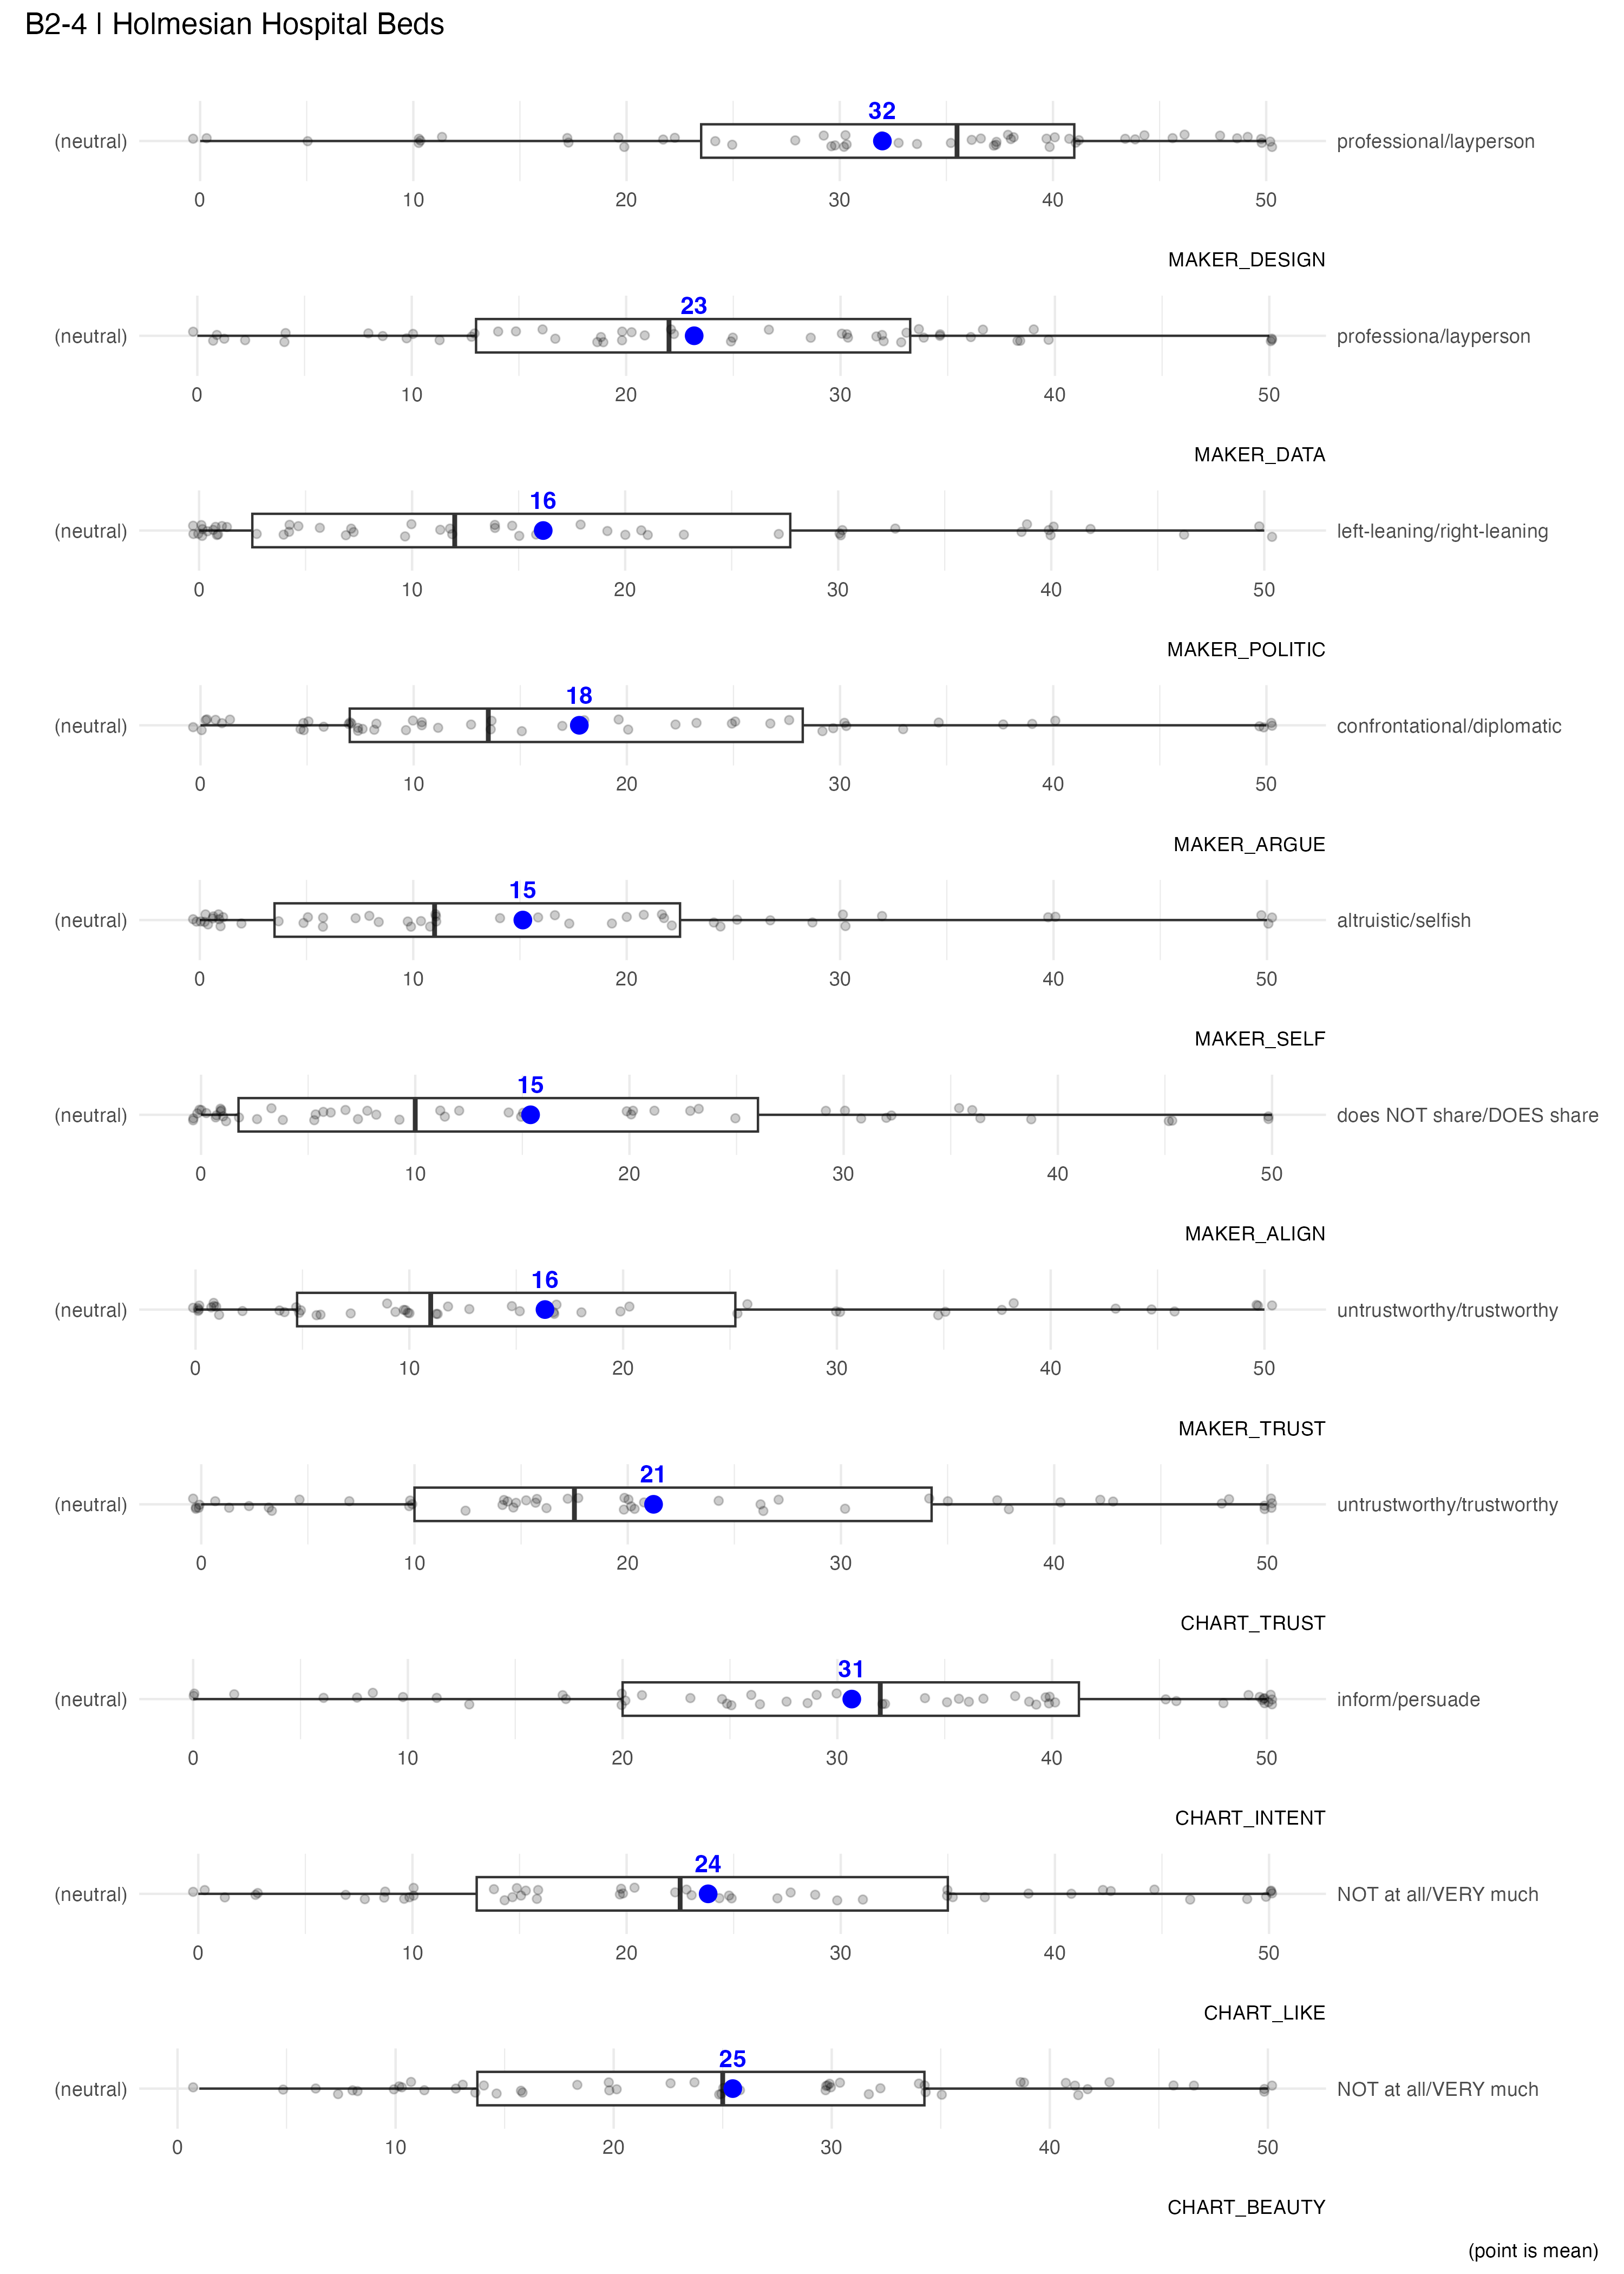 B2-4 | Holmesian Hospital Beds
32
(neutral) professional/layperson
0 10 20 30 40 50
MAKER_DESIGN
23
(neutral) professiona/layperson
0 10 20 30 40 50
MAKER_DATA
16
(neutral) left-leaning/right-leaning
0 10 20 30 40 50
MAKER_POLITIC
18
(neutral) confrontational/diplomatic
0 10 20 30 40 50
MAKER_ARGUE
15
(neutral) altruistic/selfish
0 10 20 30 40 50
MAKER_SELF
15
(neutral) does NOT share/DOES share
0 10 20 30 40 50
MAKER_ALIGN
16
(neutral) untrustworthy/trustworthy
0 10 20 30 40 50
MAKER_TRUST
21
(neutral) untrustworthy/trustworthy
0 10 20 30 40 50
CHART_TRUST
31
(neutral) inform/persuade
0 10 20 30 40 50
CHART_INTENT
24
(neutral) NOT at all/VERY much
0 10 20 30 40 50
CHART_LIKE
25
(neutral) NOT at all/VERY much
0 10 20 30 40 50
CHART_BEAUTY
(point is mean)